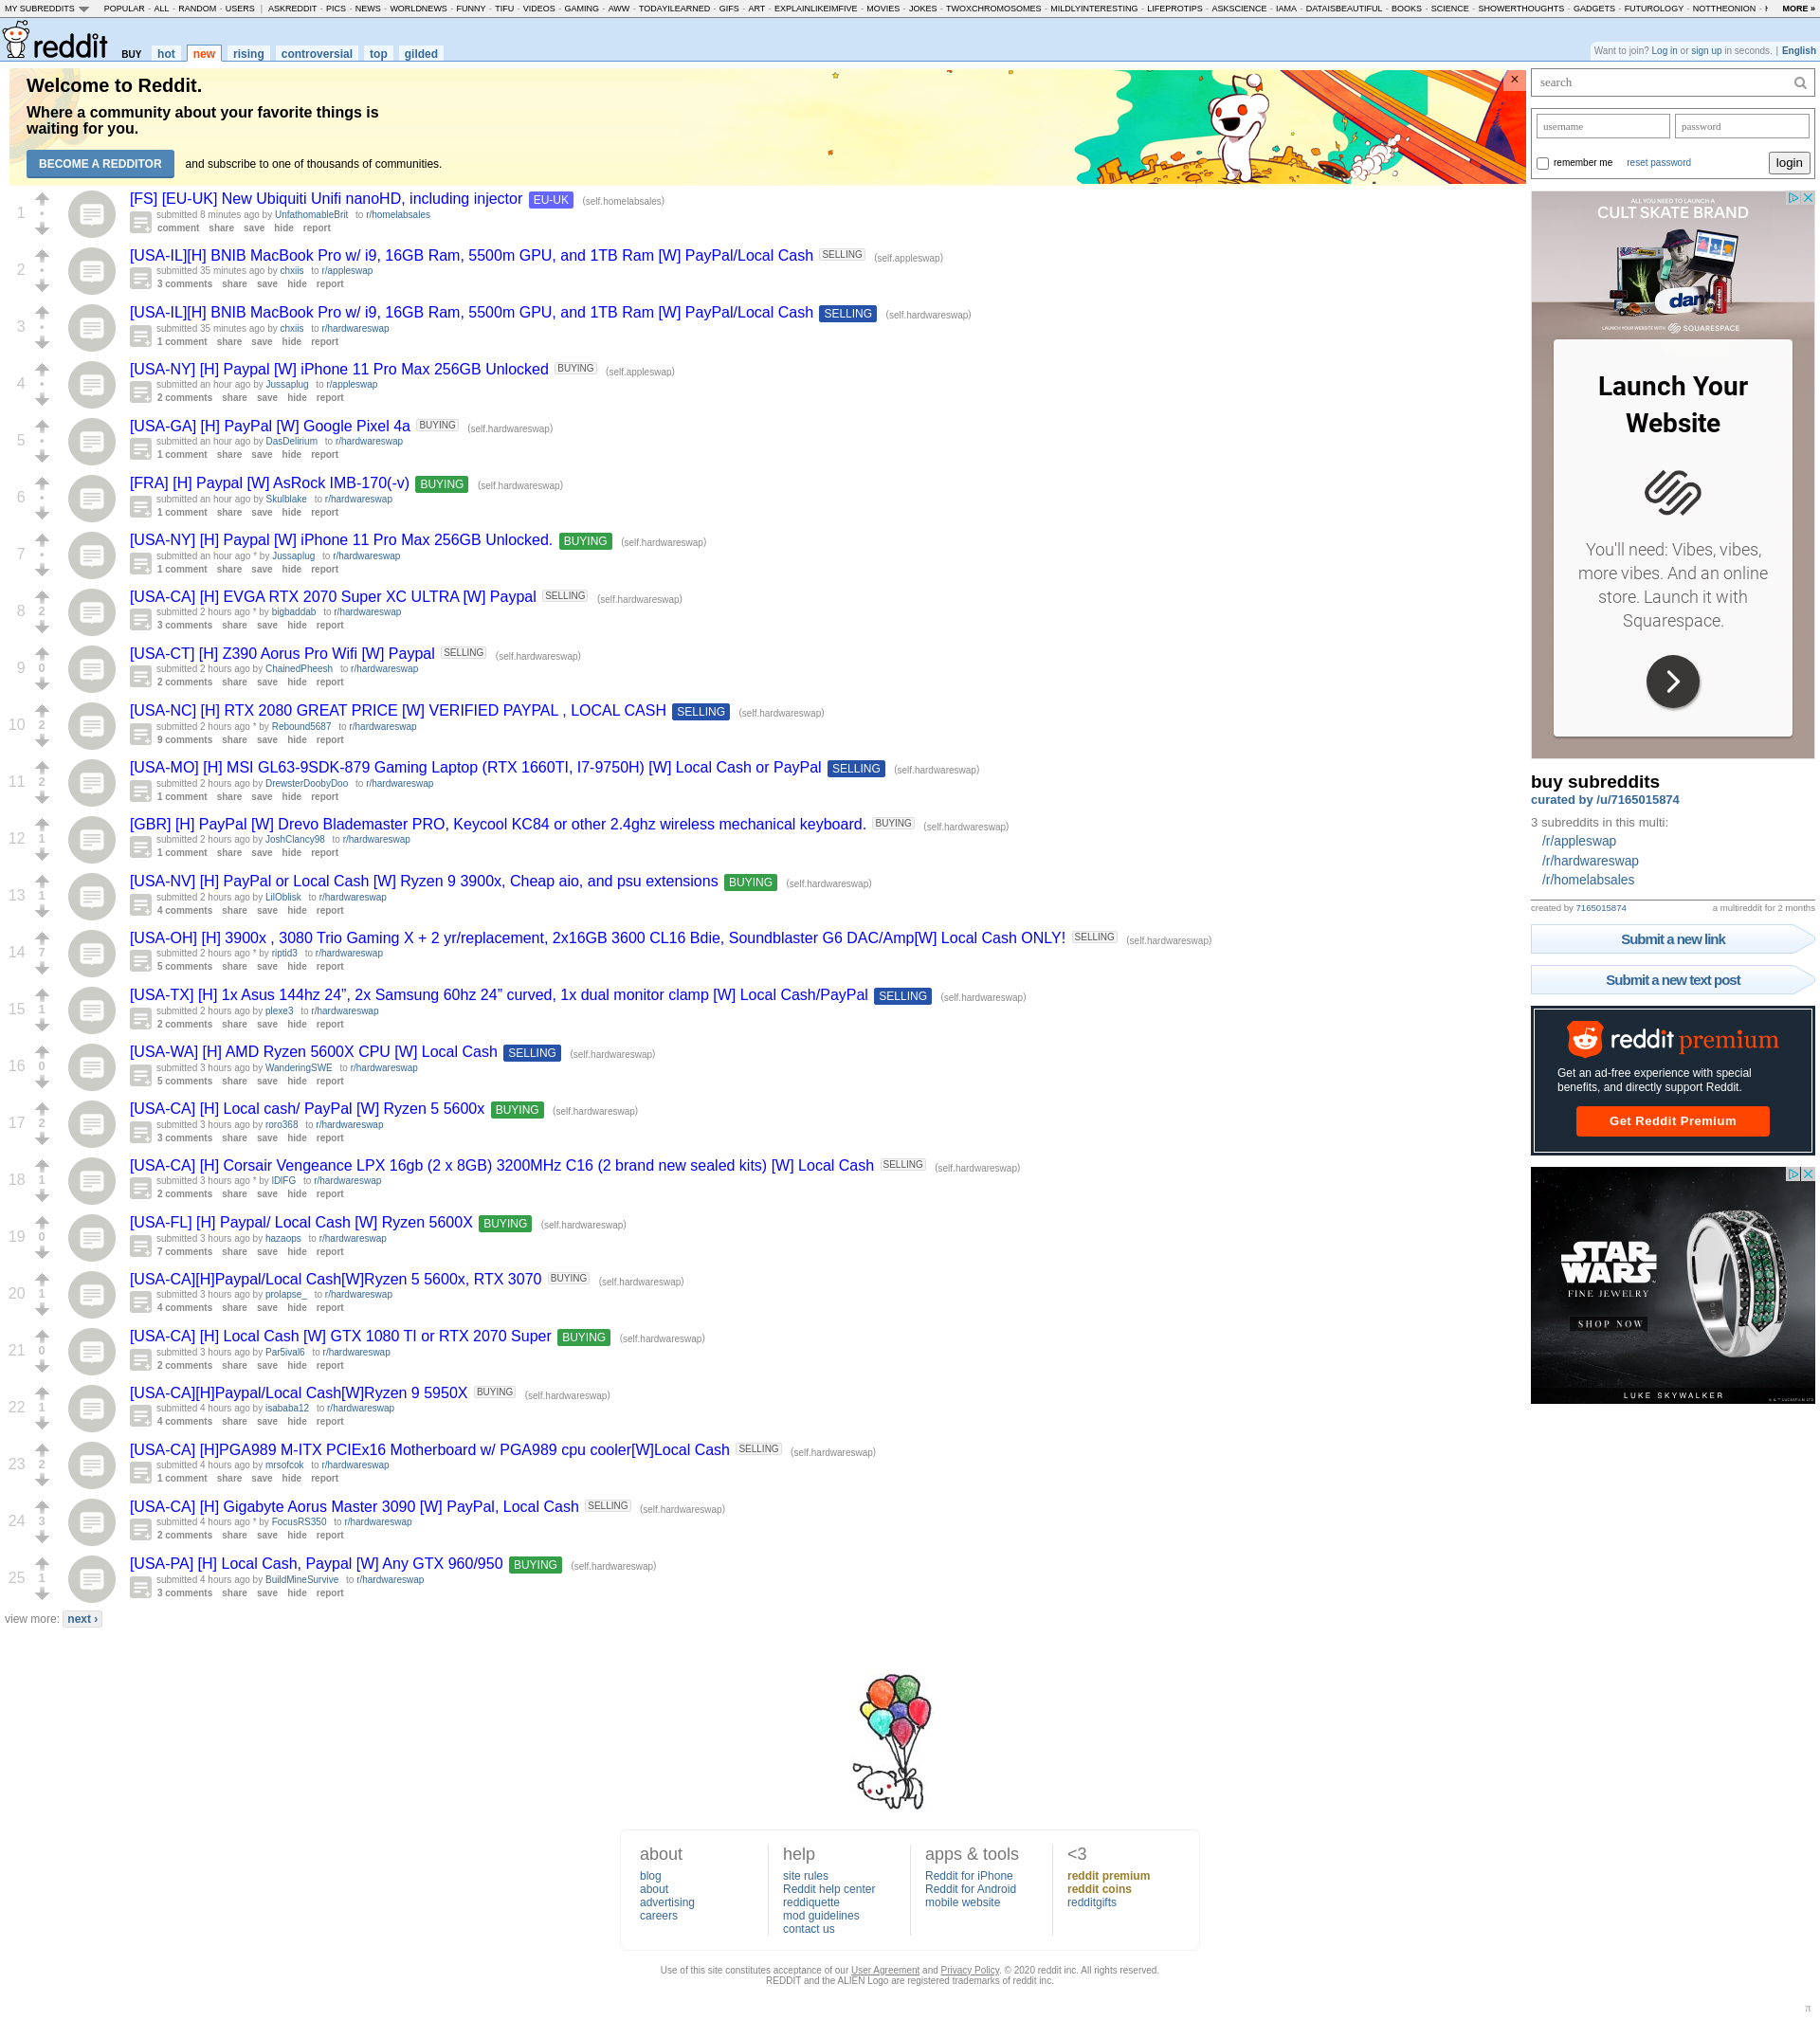 MY SUBREDDITS POPULAR - ALL - RANDOM - USERS | ASKREDDIT - PICS - NEWS - WORLDNEWS - FUNNY - TIFU - VIDEOS - GAMING - AWW - TODAYILEARNED - GIFS - ART - EXPLAINLIKEIMFIVE - MOVIES - JOKES - TWOXCHROMOSOMES - MILDLYINTERESTING - LIFEPROTIPS - ASKSCIENCE - IAMA - DATAISBEAUTIFUL - BOOKS - SCIENCE - SHOWERTHOUGHTS - GADGETS - FUTUROLOGY - NOTTHEONION - MORE »
reddit BUY hot new rising controversial top gilded
Want to join? Log in or sign up in seconds. | English
Welcome to Reddit.
Where a community about your favorite things is
waiting for you.
BECOME A REDDITOR and subscribe to one of thousands of communities.
1
[FS] [EU-UK] New Ubiquiti Unifi nanoHD, including injector EU-UK (self.homelabsales)
submitted 8 minutes ago by UnfathomableBrit to r/homelabsales
comment share save hide report
2
[USA-IL][H] BNIB MacBook Pro w/ i9, 16GB Ram, 5500m GPU, and 1TB Ram [W] PayPal/Local Cash SELLING (self.appleswap)
submitted 35 minutes ago by chxiis to r/appleswap
3 comments share save hide report
3
[USA-IL][H] BNIB MacBook Pro w/ i9, 16GB Ram, 5500m GPU, and 1TB Ram [W] PayPal/Local Cash SELLING (self.hardwareswap)
submitted 35 minutes ago by chxiis to r/hardwareswap
1 comment share save hide report
4
[USA-NY] [H] Paypal [W] iPhone 11 Pro Max 256GB Unlocked BUYING (self.appleswap)
submitted an hour ago by Jussaplug to r/appleswap
2 comments share save hide report
5
[USA-GA] [H] PayPal [W] Google Pixel 4a BUYING (self.hardwareswap)
submitted an hour ago by DasDelirium to r/hardwareswap
1 comment share save hide report
6
[FRA] [H] Paypal [W] AsRock IMB-170(-v) BUYING (self.hardwareswap)
submitted an hour ago by Skulblake to r/hardwareswap
1 comment share save hide report
7
[USA-NY] [H] Paypal [W] iPhone 11 Pro Max 256GB Unlocked. BUYING (self.hardwareswap)
submitted an hour ago * by Jussaplug to r/hardwareswap
1 comment share save hide report
8 2
[USA-CA] [H] EVGA RTX 2070 Super XC ULTRA [W] Paypal SELLING (self.hardwareswap)
submitted 2 hours ago * by bigbaddab to r/hardwareswap
3 comments share save hide report
9 0
[USA-CT] [H] Z390 Aorus Pro Wifi [W] Paypal SELLING (self.hardwareswap)
submitted 2 hours ago by ChainedPheesh to r/hardwareswap
2 comments share save hide report
10 2
[USA-NC] [H] RTX 2080 GREAT PRICE [W] VERIFIED PAYPAL , LOCAL CASH SELLING (self.hardwareswap)
submitted 2 hours ago * by Rebound5687 to r/hardwareswap
9 comments share save hide report
11 2
[USA-MO] [H] MSI GL63-9SDK-879 Gaming Laptop (RTX 1660TI, I7-9750H) [W] Local Cash or PayPal SELLING (self.hardwareswap)
submitted 2 hours ago by DrewsterDoobyDoo to r/hardwareswap
1 comment share save hide report
12 1
[GBR] [H] PayPal [W] Drevo Blademaster PRO, Keycool KC84 or other 2.4ghz wireless mechanical keyboard. BUYING (self.hardwareswap)
submitted 2 hours ago by JoshClancy98 to r/hardwareswap
1 comment share save hide report
13 1
[USA-NV] [H] PayPal or Local Cash [W] Ryzen 9 3900x, Cheap aio, and psu extensions BUYING (self.hardwareswap)
submitted 2 hours ago by LilOblisk to r/hardwareswap
4 comments share save hide report
14 7
[USA-OH] [H] 3900x , 3080 Trio Gaming X + 2 yr/replacement, 2x16GB 3600 CL16 Bdie, Soundblaster G6 DAC/Amp[W] Local Cash ONLY! SELLING (self.hardwareswap)
submitted 2 hours ago * by riptid3 to r/hardwareswap
5 comments share save hide report
15 1
[USA-TX] [H] 1x Asus 144hz 24”, 2x Samsung 60hz 24” curved, 1x dual monitor clamp [W] Local Cash/PayPal SELLING (self.hardwareswap)
submitted 2 hours ago by plexe3 to r/hardwareswap
2 comments share save hide report
16 0
[USA-WA] [H] AMD Ryzen 5600X CPU [W] Local Cash SELLING (self.hardwareswap)
submitted 3 hours ago by WanderingSWE to r/hardwareswap
5 comments share save hide report
17 2
[USA-CA] [H] Local cash/ PayPal [W] Ryzen 5 5600x BUYING (self.hardwareswap)
submitted 3 hours ago by roro368 to r/hardwareswap
3 comments share save hide report
18 1
[USA-CA] [H] Corsair Vengeance LPX 16gb (2 x 8GB) 3200MHz C16 (2 brand new sealed kits) [W] Local Cash SELLING (self.hardwareswap)
submitted 3 hours ago * by IDIFG to r/hardwareswap
2 comments share save hide report
19 0
[USA-FL] [H] Paypal/ Local Cash [W] Ryzen 5600X BUYING (self.hardwareswap)
submitted 3 hours ago by hazaops to r/hardwareswap
7 comments share save hide report
20 1
[USA-CA][H]Paypal/Local Cash[W]Ryzen 5 5600x, RTX 3070 BUYING (self.hardwareswap)
submitted 3 hours ago by prolapse_ to r/hardwareswap
4 comments share save hide report
21 0
[USA-CA] [H] Local Cash [W] GTX 1080 TI or RTX 2070 Super BUYING (self.hardwareswap)
submitted 3 hours ago by Par5ival6 to r/hardwareswap
2 comments share save hide report
22 1
[USA-CA][H]Paypal/Local Cash[W]Ryzen 9 5950X BUYING (self.hardwareswap)
submitted 4 hours ago by isababa12 to r/hardwareswap
4 comments share save hide report
23 2
[USA-CA] [H]PGA989 M-ITX PCIEx16 Motherboard w/ PGA989 cpu cooler[W]Local Cash SELLING (self.hardwareswap)
submitted 4 hours ago by mrsofcok to r/hardwareswap
1 comment share save hide report
24 3
[USA-CA] [H] Gigabyte Aorus Master 3090 [W] PayPal, Local Cash SELLING (self.hardwareswap)
submitted 4 hours ago * by FocusRS350 to r/hardwareswap
2 comments share save hide report
25 1
[USA-PA] [H] Local Cash, Paypal [W] Any GTX 960/950 BUYING (self.hardwareswap)
submitted 4 hours ago by BuildMineSurvive to r/hardwareswap
3 comments share save hide report
view more: next ›
search
username password
remember me reset password login
ALL YOU NEED TO LAUNCH A
CULT SKATE BRAND
dam
LAUNCH YOUR WEBSITE WITH SQUARESPACE
Launch Your
Website
You'll need: Vibes, vibes,
more vibes. And an online
store. Launch it with
Squarespace.
buy subreddits
curated by /u/7165015874
3 subreddits in this multi:
/r/appleswap
/r/hardwareswap
/r/homelabsales
created by 7165015874 a multireddit for 2 months
Submit a new link
Submit a new text post
reddit premium
Get an ad-free experience with special
benefits, and directly support Reddit.
Get Reddit Premium
STAR
WARS
FINE JEWELRY
SHOP NOW
LUKE SKYWALKER
about
blog
about
advertising
careers
help
site rules
Reddit help center
reddiquette
mod guidelines
contact us
apps & tools
Reddit for iPhone
Reddit for Android
mobile website
<3
reddit premium
reddit coins
redditgifts
Use of this site constitutes acceptance of our User Agreement and Privacy Policy. © 2020 reddit inc. All rights reserved.
REDDIT and the ALIEN Logo are registered trademarks of reddit inc.
π